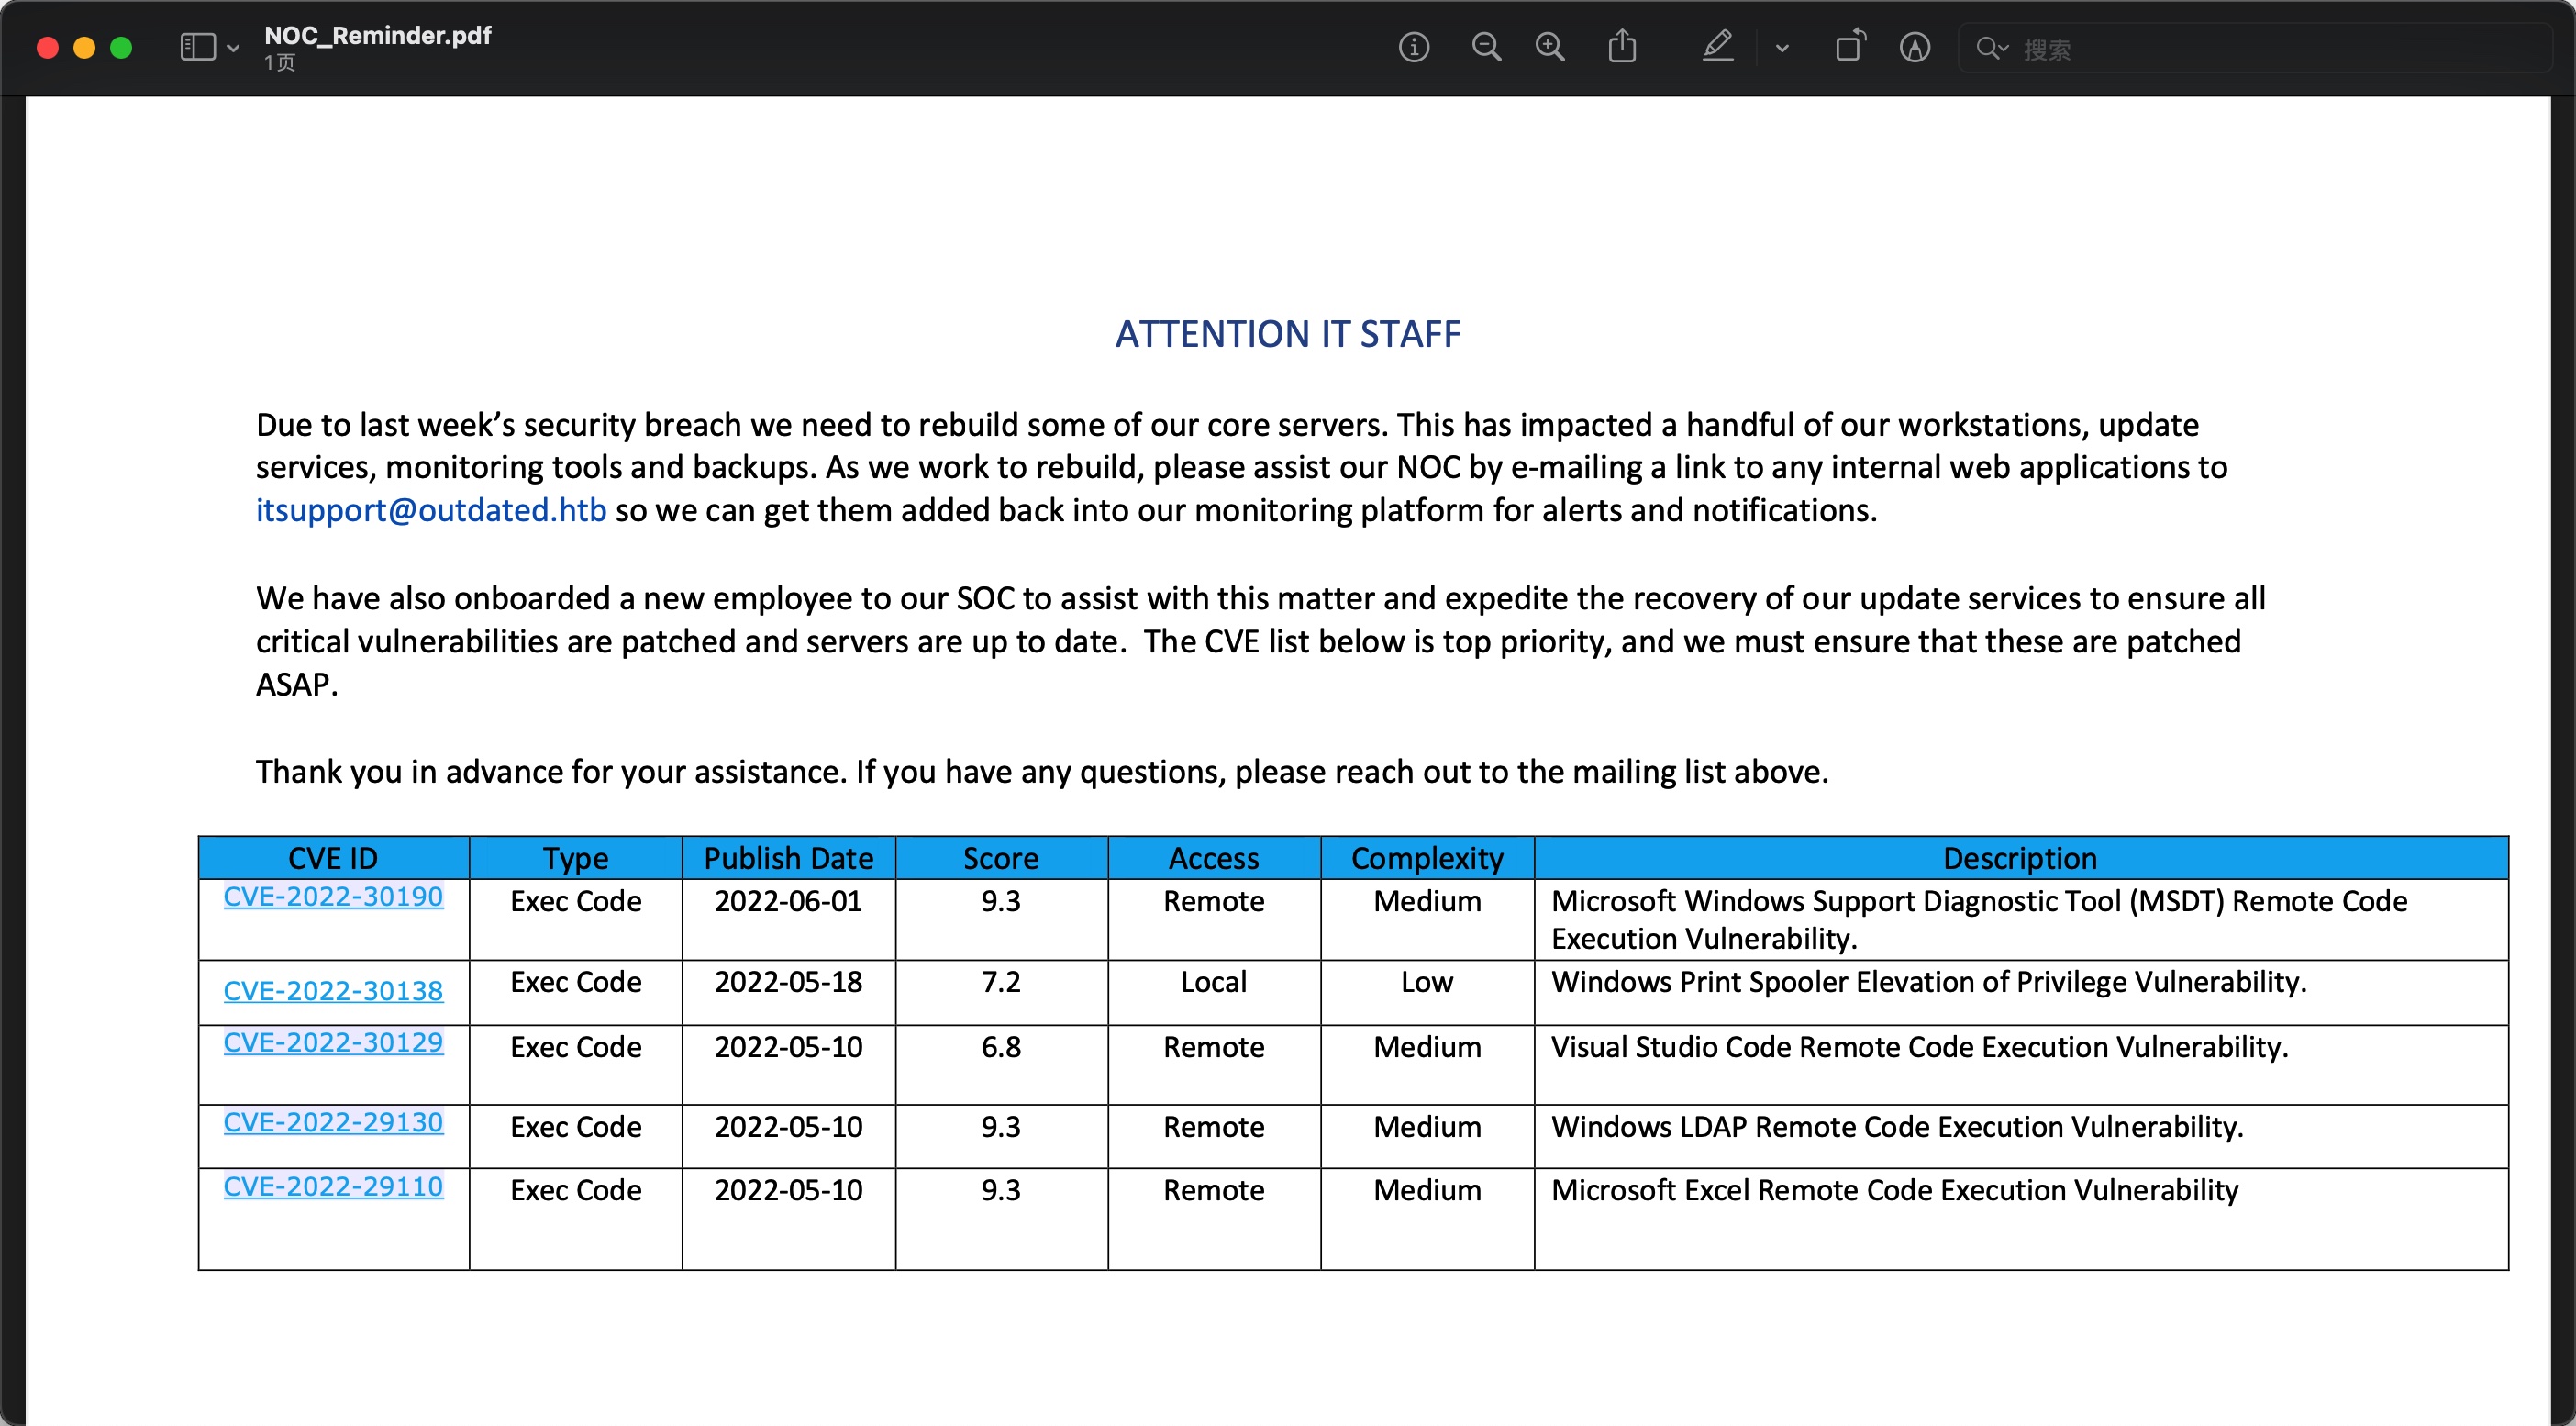 NOC_Reminder.pdf
1页
搜索
ATTENTION IT STAFF
Due to last week’s security breach we need to rebuild some of our core servers. This has impacted a handful of our workstations, update
services, monitoring tools and backups. As we work to rebuild, please assist our NOC by e-mailing a link to any internal web applications to
itsupport@outdated.htb so we can get them added back into our monitoring platform for alerts and notifications.
We have also onboarded a new employee to our SOC to assist with this matter and expedite the recovery of our update services to ensure all
critical vulnerabilities are patched and servers are up to date.  The CVE list below is top priority, and we must ensure that these are patched
ASAP.
Thank you in advance for your assistance. If you have any questions, please reach out to the mailing list above.
CVE ID Type Publish Date Score Access Complexity Description
CVE-2022-30190 Exec Code 2022-06-01 9.3 Remote Medium Microsoft Windows Support Diagnostic Tool (MSDT) Remote Code
Execution Vulnerability.
CVE-2022-30138 Exec Code 2022-05-18 7.2 Local Low Windows Print Spooler Elevation of Privilege Vulnerability.
CVE-2022-30129 Exec Code 2022-05-10 6.8 Remote Medium Visual Studio Code Remote Code Execution Vulnerability.
CVE-2022-29130 Exec Code 2022-05-10 9.3 Remote Medium Windows LDAP Remote Code Execution Vulnerability.
CVE-2022-29110 Exec Code 2022-05-10 9.3 Remote Medium Microsoft Excel Remote Code Execution Vulnerability